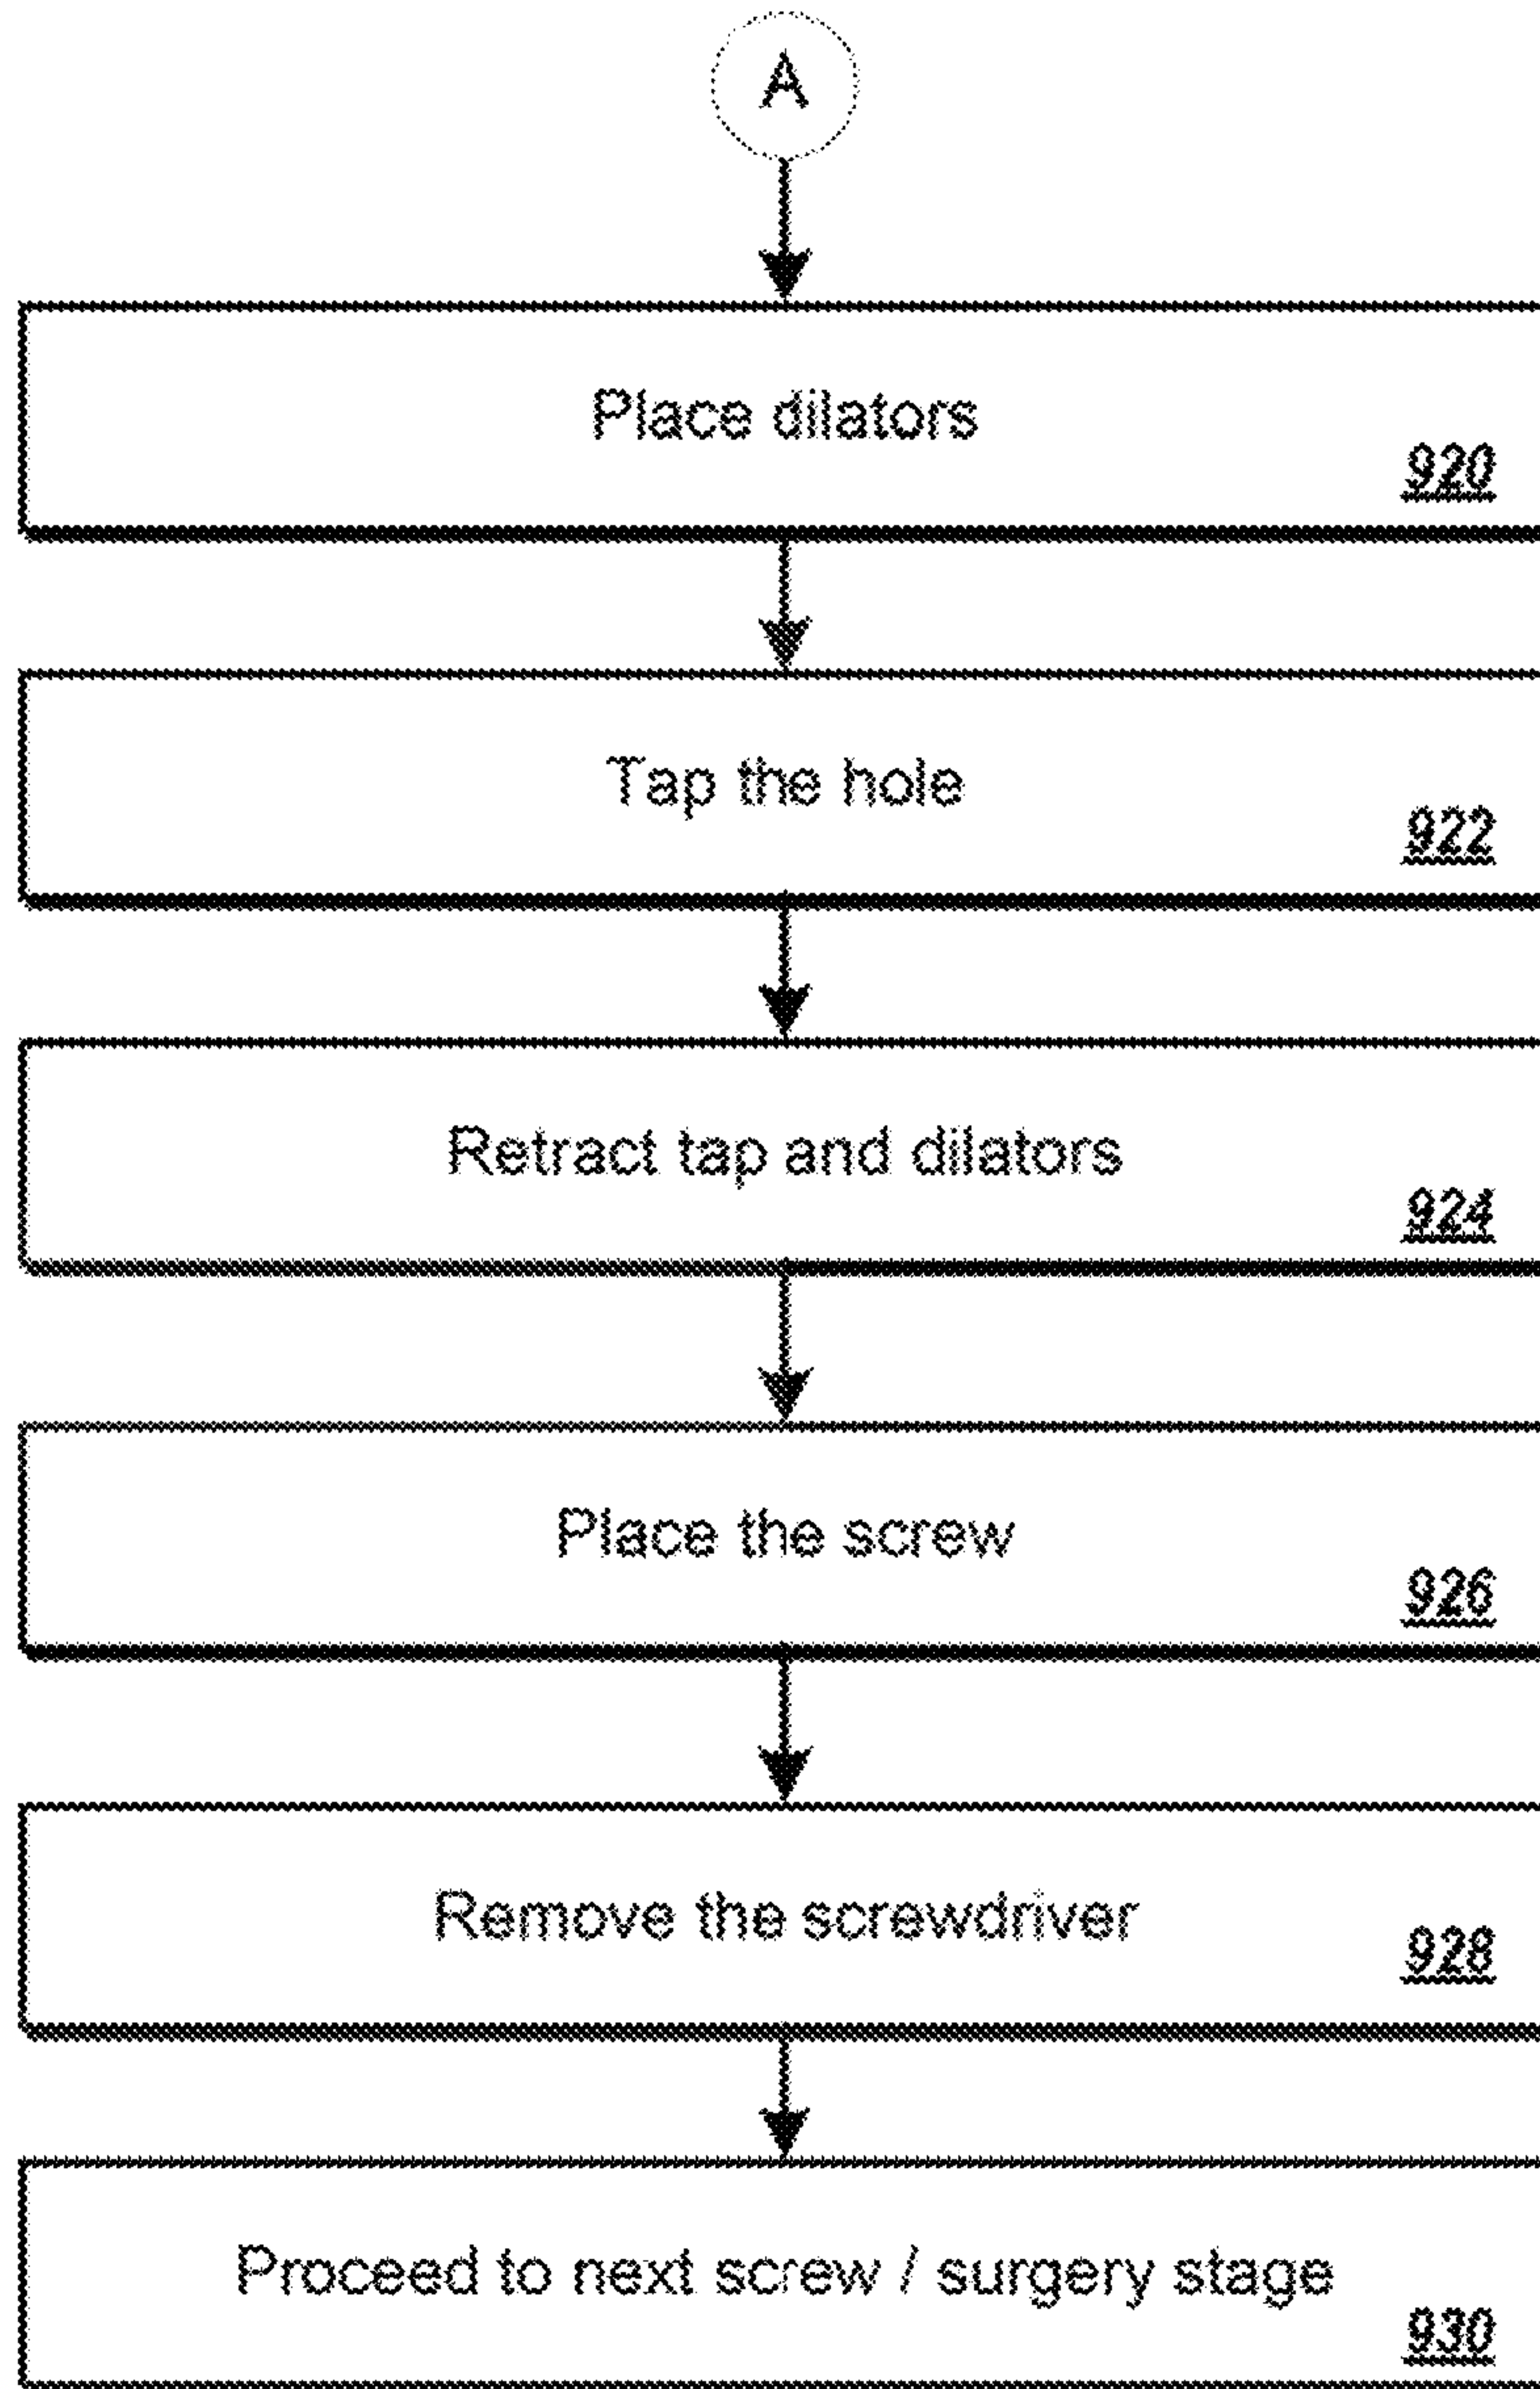 A
Place dilators
920
Tap the hole
922
Retract tap and dilators
924
Place the screw
926
Remove the screwdriver
928
Proceed to next screw / surgery stage
930